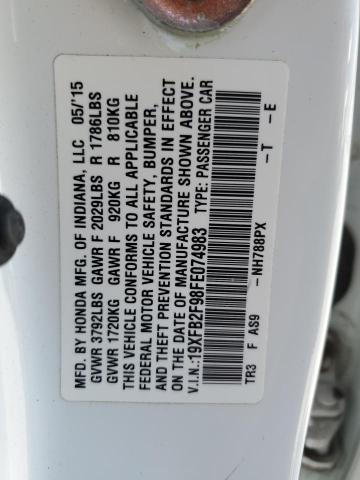 MFD. BY HONDA MFG. OF INDIANA, LLC 05/'15
GVWR 3792LBS GAWR F 2029LBS R 1786LBS
GVWR 1720KG GAWR F 920KG R 810KG
THIS VEHICLE CONFORMS TO ALL APPLICABLE
FEDERAL MOTOR VEHICLE SAFETY, BUMPER,
AND THEFT PREVENTION STANDARDS IN EFFECT
ON THE DATE OF MANUFACTURE SHOWN ABOVE.
V.I.N.:19XFB2F98FE074983 TYPE: PASSENGER CAR
-NH788PX -T -E
TR3 F AS9